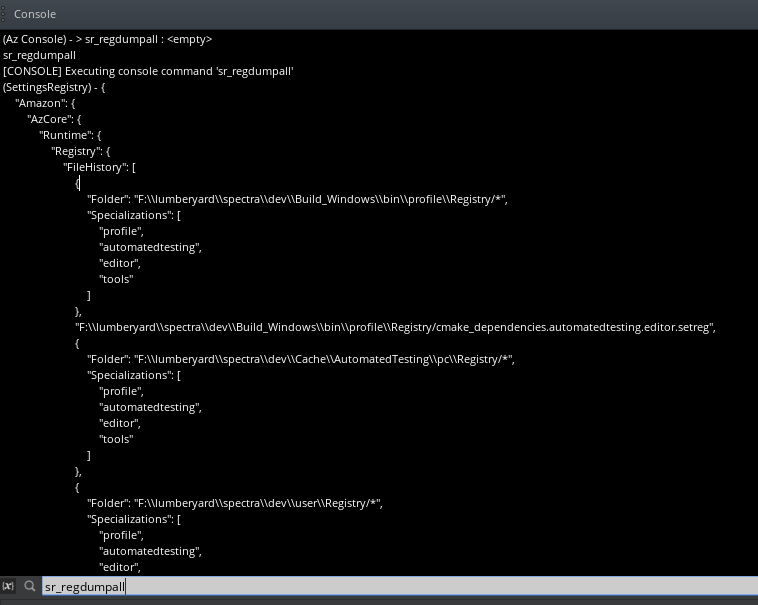 Console
(Az Console) - > sr_regdumpall : <empty>
sr_regdumpall
[CONSOLE] Executing console command 'sr_regdumpall'
(SettingsRegistry) - {
"Amazon": {
"AzCore": {
"Runtime": {
"Registry": {
"FileHistory": [
{
"Folder": "F:\\lumberyard\\spectra\\dev\\Build_Windows\\bin\\profile\\Registry/*",
"Specializations": [
"profile",
"automatedtesting",
"editor",
"tools"
]
},
"F:\\lumberyard\\spectra\\dev\\Build_Windows\\bin\\profile\\Registry/cmake_dependencies.automatedtesting.editor.setreg",
{
"Folder": "F:\\lumberyard\\spectra\\dev\\Cache\\AutomatedTesting\\pc\\Registry/*",
"Specializations": [
"profile",
"automatedtesting",
"editor",
"tools"
]
},
{
"Folder": "F:\\lumberyard\\spectra\\dev\\user\\Registry/*",
"Specializations": [
"profile",
"automatedtesting",
"editor",
sr_regdumpall